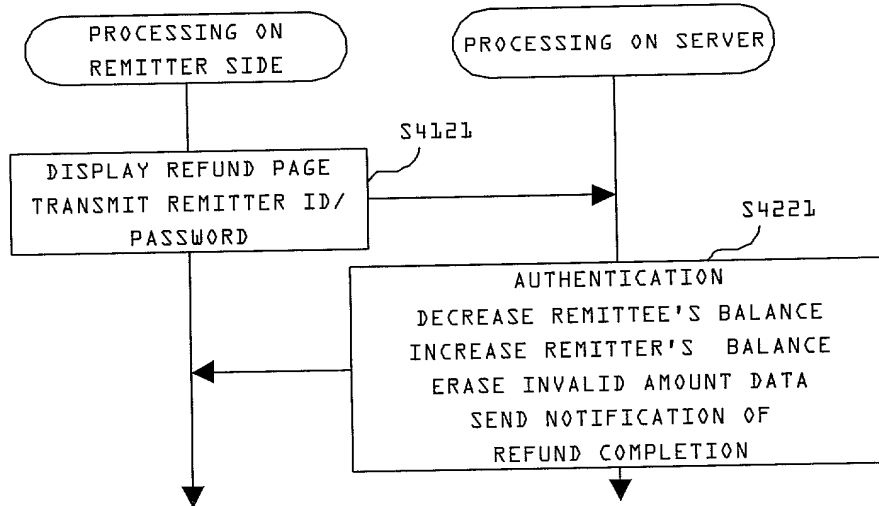 PROCESSING ON
REMITTER SIDE
PROCESSING ON SERVER
S4121
DISPLAY REFUND PAGE
TRANSMIT REMITTER ID/
PASSWORD
S4221
AUTHENTICATION
DECREASE REMITTEE'S BALANCE
INCREASE REMITTER'S BALANCE
ERASE INVALID AMOUNT DATA
SEND NOTIFICATION OF
REFUND COMPLETION